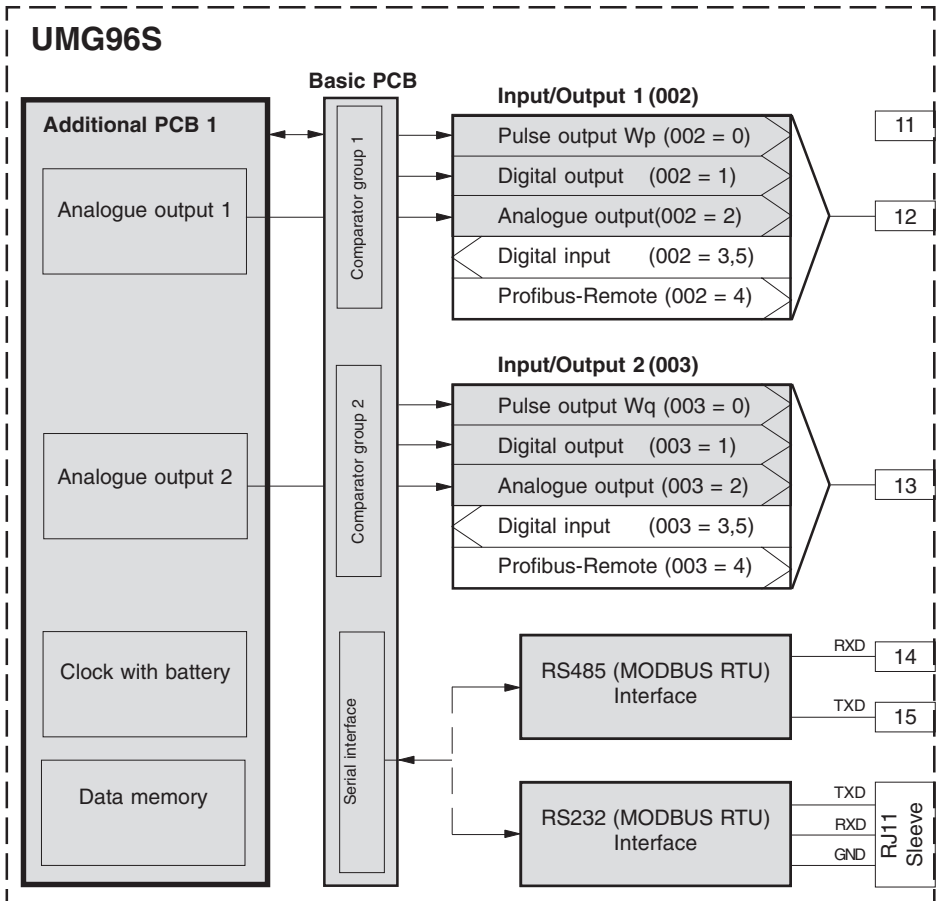 UMG96S
Basic PCB
Additional PCB 1
Analogue output 1
Analogue output 2
Clock with battery
Data memory
Comparator group 1
Comparator group 2
Serial interface
Input/Output 1 (002)
Pulse output Wp (002 = 0)
Digital output (002 = 1)
Analogue output(002 = 2)
Digital input (002 = 3,5)
Profibus-Remote (002 = 4)
11
12
Input/Output 2 (003)
Pulse output Wq (003 = 0)
Digital output (003 = 1)
Analogue output (003 = 2)
Digital input (003 = 3,5)
Profibus-Remote (003 = 4)
13
RS485 (MODBUS RTU)
Interface
RXD
14
TXD
15
RS232 (MODBUS RTU)
Interface
TXD
RXD
GND
RJ11
Sleeve